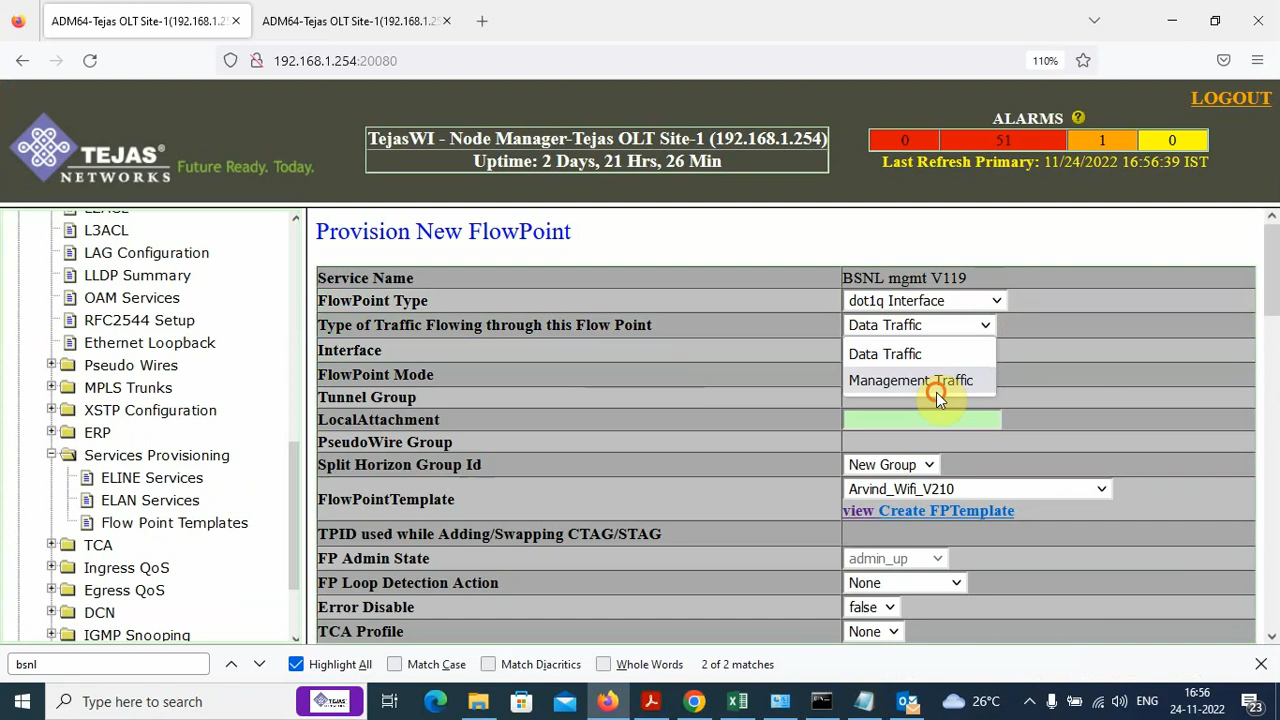 ADM64-Tejas OLT Site-1(192.168.1.25
ADM64-Tejas OLT Site-1(192.168.1.25
192.168.1.254:20080
110%
LOGOUT
TEJAS
NETWORKS
Future Ready. Today.
TejasWI - Node Manager-Tejas OLT Site-1 (192.168.1.254)
Uptime: 2 Days, 21 Hrs, 26 Min
ALARMS ?
0 51 1 0
Last Refresh Primary: 11/24/2022 16:56:39 IST
L3ACL
LAG Configuration
LLDP Summary
OAM Services
RFC2544 Setup
Ethernet Loopback
Pseudo Wires
MPLS Trunks
XSTP Configuration
ERP
Services Provisioning
ELINE Services
ELAN Services
Flow Point Templates
TCA
Ingress QoS
Egress QoS
DCN
IGMP Snooping
Provision New FlowPoint
Service Name BSNL mgmt V119
FlowPoint Type dot1q Interface
Type of Traffic Flowing through this Flow Point Data Traffic
Data Traffic
Interface
Management Traffic
FlowPoint Mode
Tunnel Group
LocalAttachment
PseudoWire Group
Split Horizon Group Id New Group
FlowPointTemplate Arvind_Wifi_V210
view Create FPTemplate
TPID used while Adding/Swapping CTAG/STAG
FP Admin State admin_up
FP Loop Detection Action None
Error Disable false
TCA Profile None
bsnl Highlight All Match Case Match Diacritics Whole Words 2 of 2 matches
Type here to search
26°C
ENG
16:56
24-11-2022
23